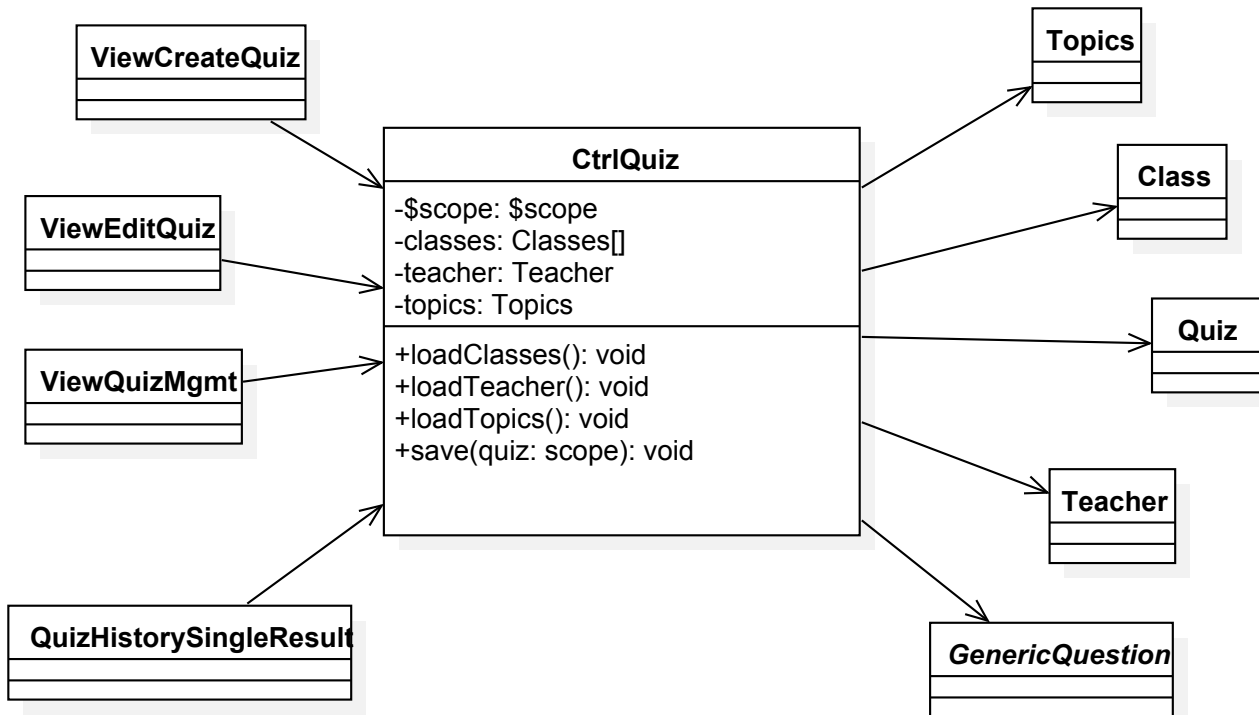 ViewCreateQuiz
ViewEditQuiz
ViewQuizMgmt
QuizHistorySingleResult
CtrlQuiz
-$scope: $scope
-classes: Classes[]
-teacher: Teacher
-topics: Topics
+loadClasses(): void
+loadTeacher(): void
+loadTopics(): void
+save(quiz: scope): void
Topics
Class
Quiz
Teacher
GenericQuestion